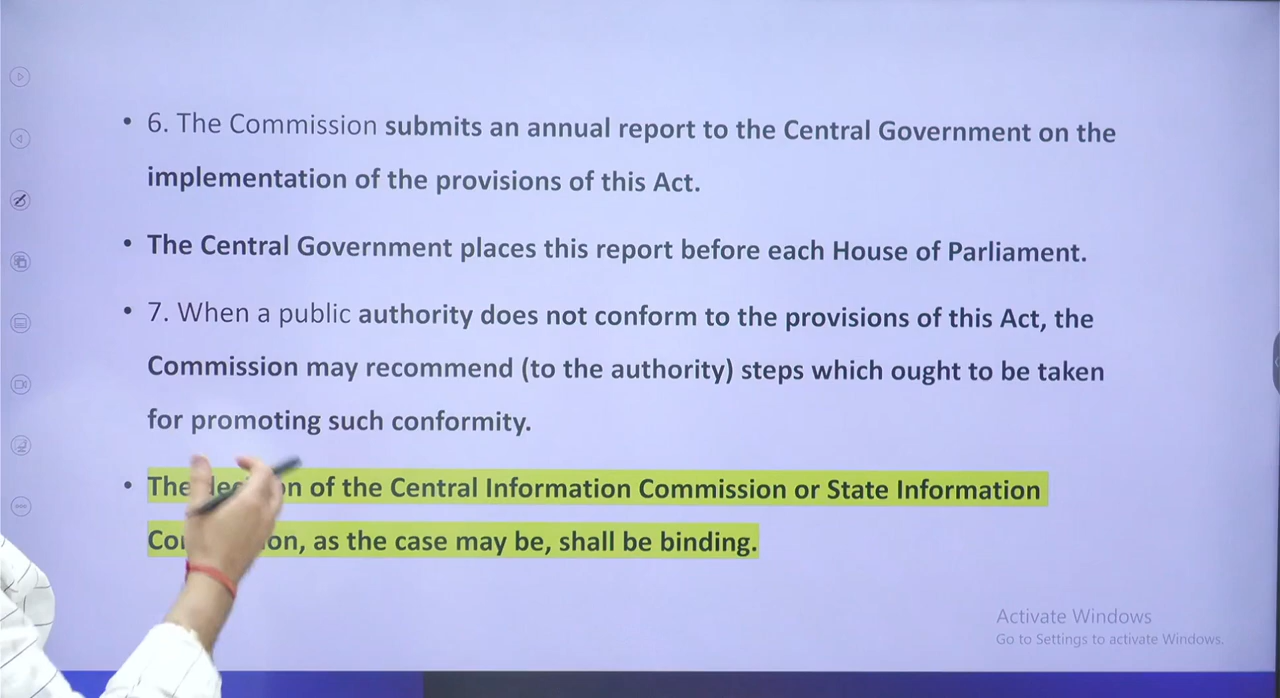 • 6. The Commission submits an annual report to the Central Government on the
implementation of the provisions of this Act.
• The Central Government places this report before each House of Parliament.
• 7. When a public authority does not conform to the provisions of this Act, the
Commission may recommend (to the authority) steps which ought to be taken
for promoting such conformity.
• The of the Central Information Commission or State Information
as the case may be, shall be binding.
Activate Windows
Go to Settings to activate Windows.